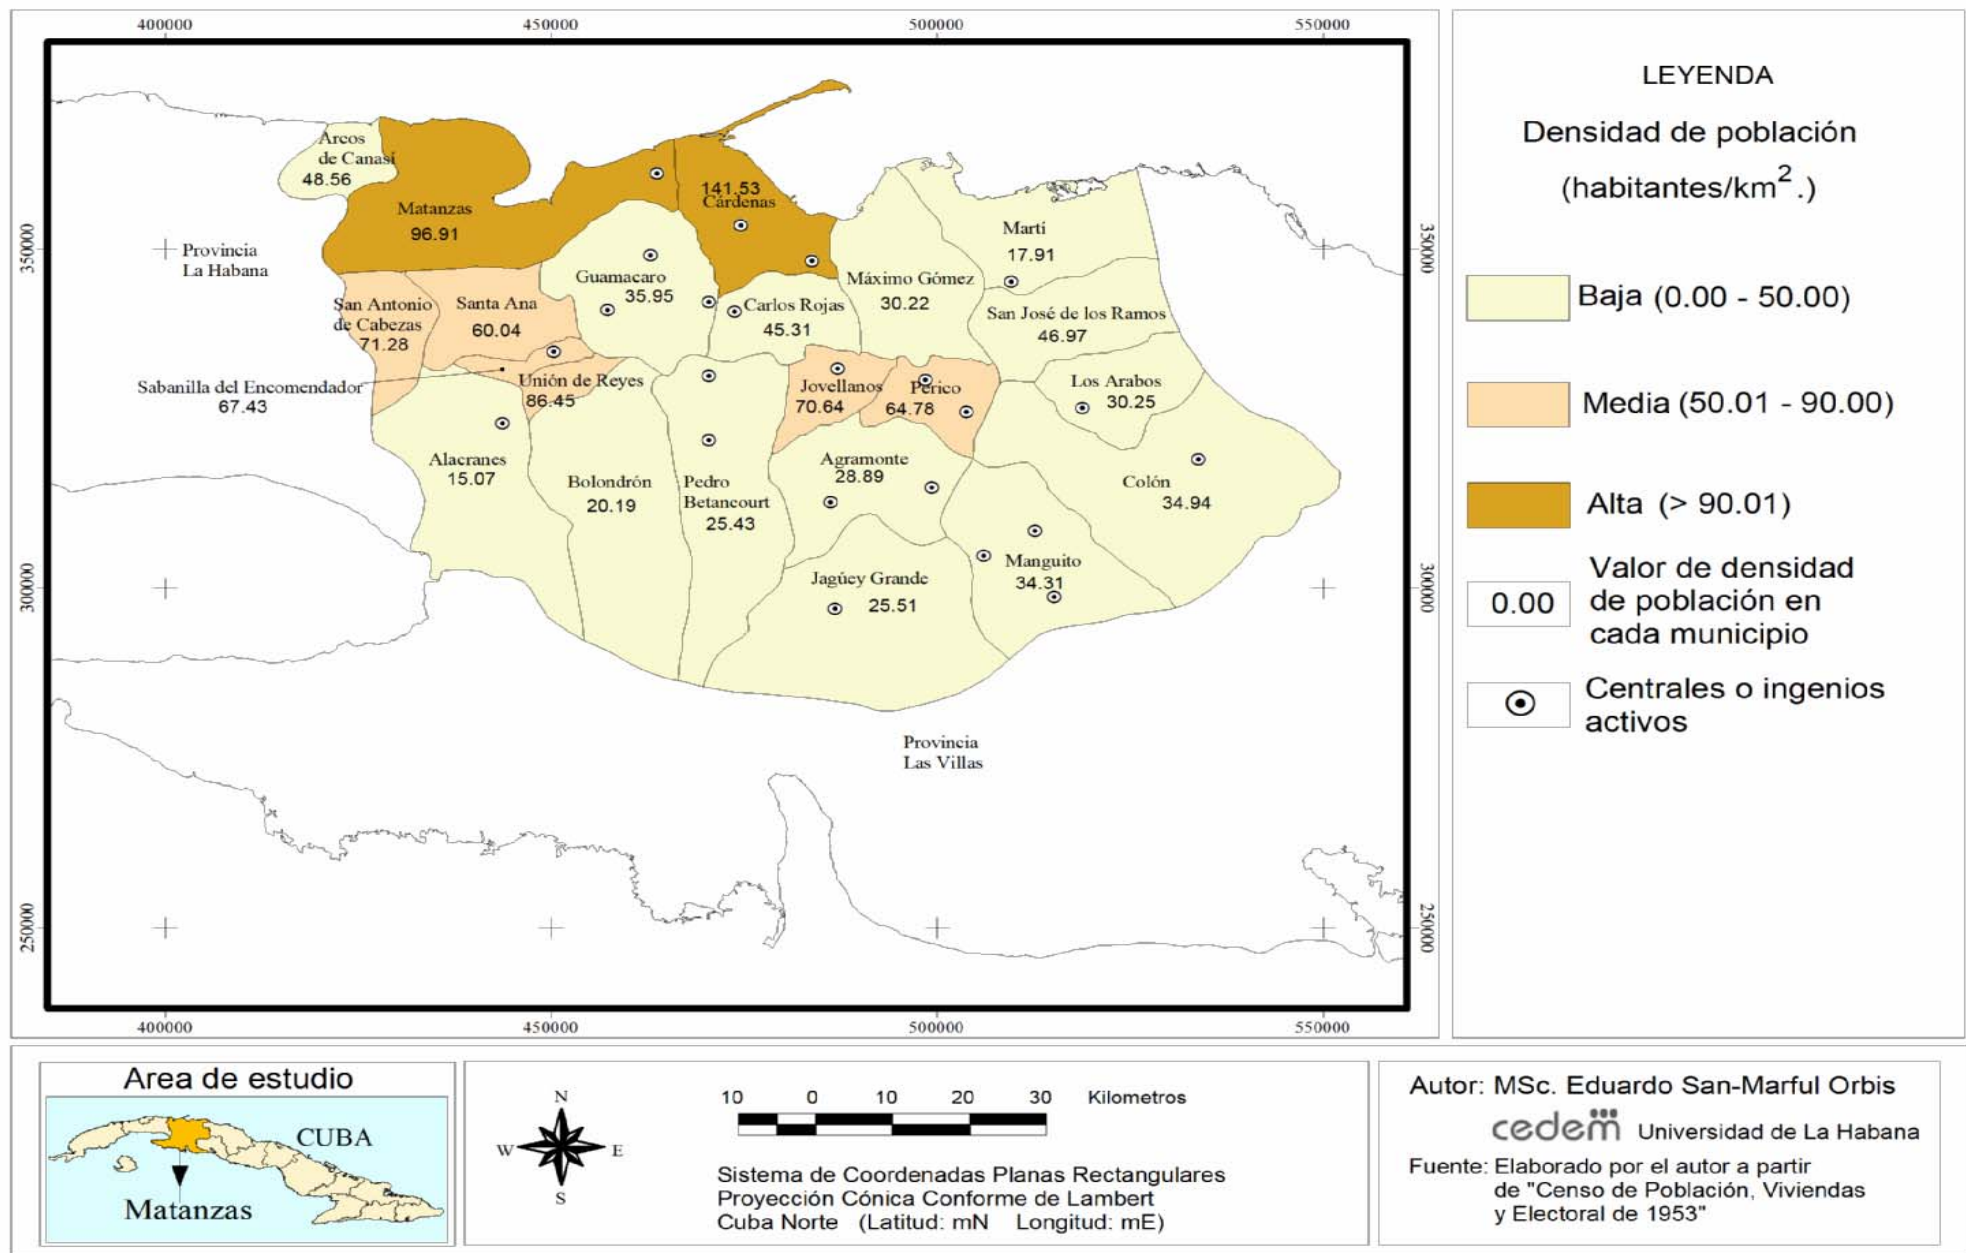 400000
450000
500000
550000
350000
300000
250000
350000
300000
250000
Arcos
de Canasí
48.56
Matanzas
96.91
141.53
Cárdenas
Provincia
La Habana
Martí
17.91
Guamacaro
35.95
Máximo Gómez
30.22
San Antonio
de Cabezas
71.28
Santa Ana
60.04
Carlos Rojas
45.31
San José de los Ramos
46.97
Sabanilla del Encomendador
67.43
Unión de Reyes
86.45
Jovellanos
70.64
Perico
64.78
Los Arabos
30.25
Alacranes
15.07
Bolondrón
20.19
Pedro
Betancourt
25.43
Agramonte
28.89
Colón
34.94
Manguito
34.31
Jagüey Grande
25.51
Provincia
Las Villas
400000
450000
500000
550000
LEYENDA
Densidad de población
(habitantes/km2.)
Baja (0.00 - 50.00)
Media (50.01 - 90.00)
Alta (> 90.01)
0.00
Valor de densidad
de población en
cada municipio
Centrales o ingenios
activos
Area de estudio
CUBA
Matanzas
N
W
E
S
10 0 10 20 30 Kilometros
Sistema de Coordenadas Planas Rectangulares
Proyección Cónica Conforme de Lambert
Cuba Norte (Latitud: mN Longitud: mE)
Autor: MSc. Eduardo San-Marful Orbis
cedem Universidad de La Habana
Fuente: Elaborado por el autor a partir
de "Censo de Población, Viviendas
y Electoral de 1953"